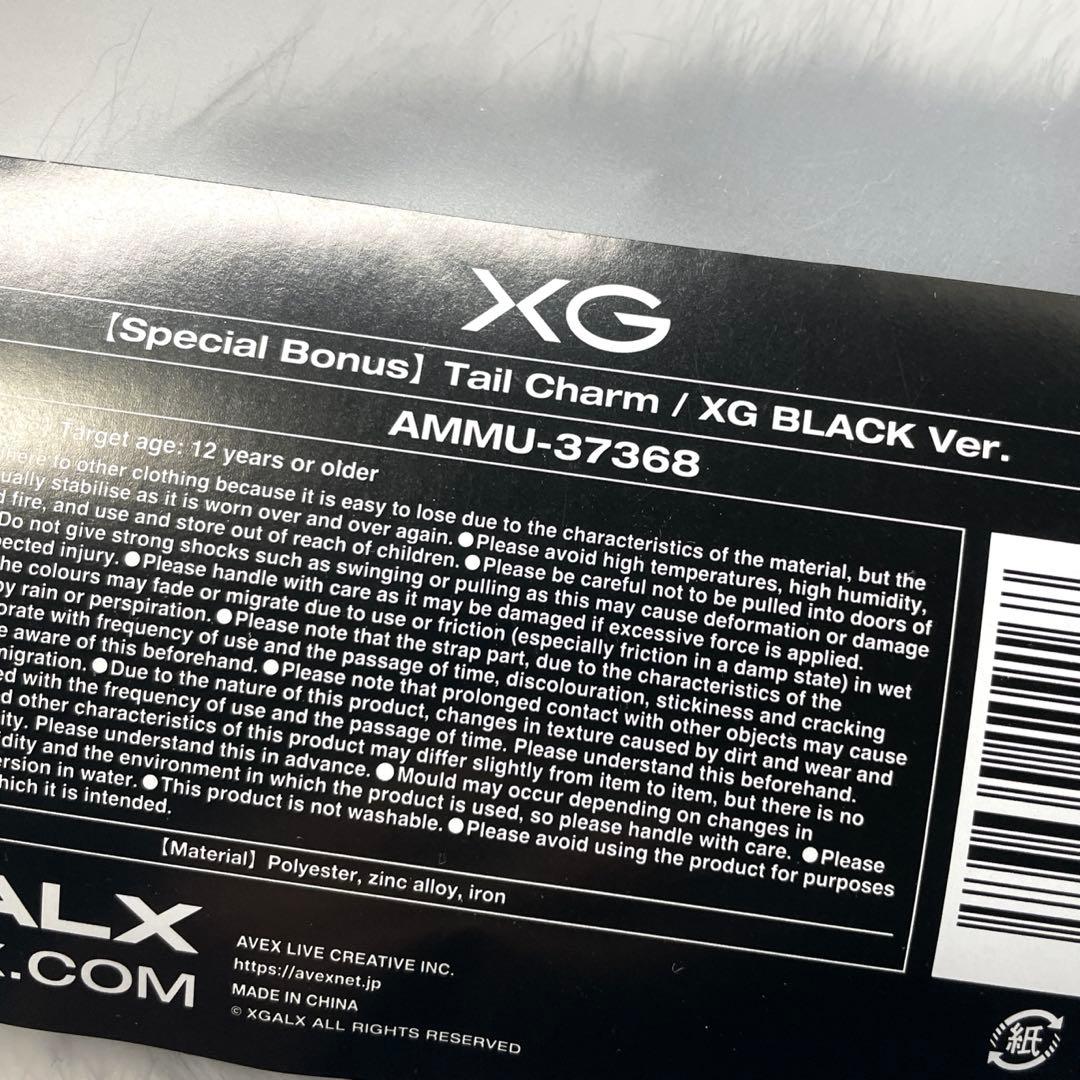 XG
【Special Bonus】Tail Charm / XG BLACK Ver.
AMMU-37368
Target age: 12 years or older
here to other clothing because it is easy to lose due to the characteristics of the material, but the
ually stabilise as it is worn over and over again. ●Please avoid high temperatures, high humidity,
d fire, and use and store out of reach of children. ●Please be careful not to be pulled into doors of
Do not give strong shocks such as swinging or pulling as this may cause deformation or damage
ected injury. ●Please handle with care as it may be damaged if excessive force is applied.
he colours may fade or migrate due to use or friction (especially friction in a damp state) in wet
by rain or perspiration. ●Please note that the strap part, due to the characteristics of the
orate with frequency of use and the passage of time, discolouration, stickiness and cracking
e aware of this beforehand. ●Please note that prolonged contact with other objects may cause
migration. ●Due to the nature of this product, changes in texture caused by dirt and wear and
ed with the frequency of use and the passage of time. Please understand this beforehand.
d other characteristics of this product may differ slightly from item to item, but there is no
ity. Please understand this in advance. ●Mould may occur depending on changes in
idity and the environment in which the product is used, so please handle with care. ●Please
ersion in water. ●This product is not washable. ●Please avoid using the product for purposes
hich it is intended.
【Material】Polyester, zinc alloy, iron
ALX
X.COM
AVEX LIVE CREATIVE INC.
https://avexnet.jp
MADE IN CHINA
© XGALX ALL RIGHTS RESERVED
紙